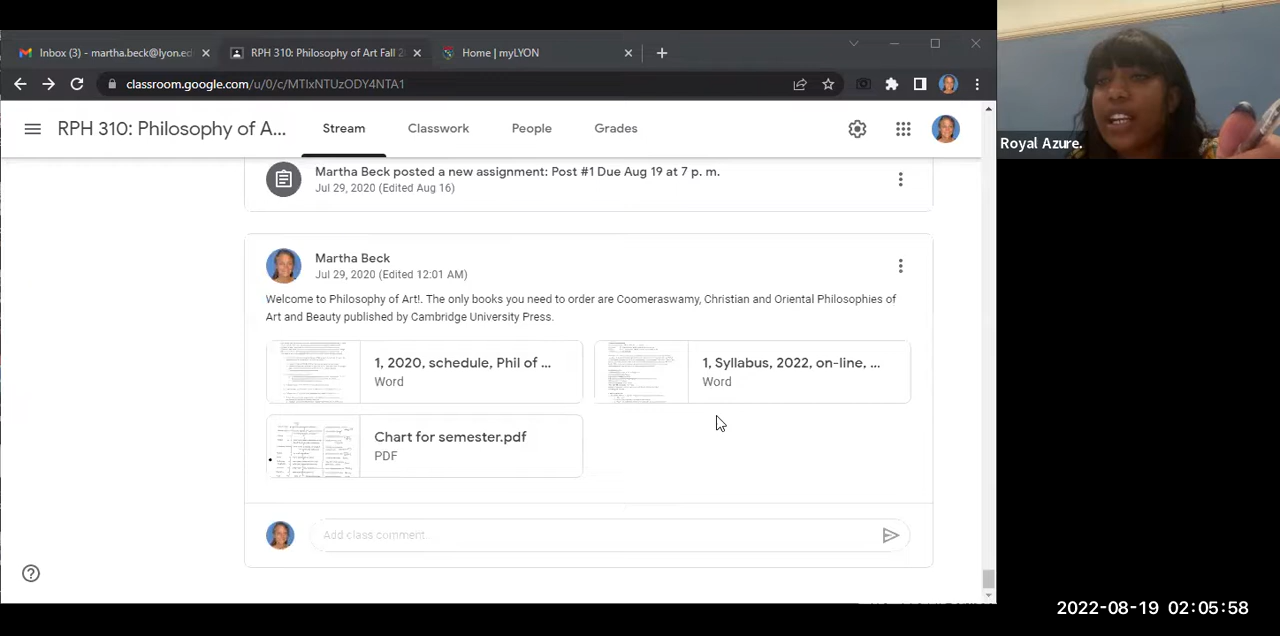 Inbox (3) - martha.beck@lyon.ed
RPH 310: Philosophy of Art Fall 2
Home | myLYON
classroom.google.com/u/0/c/MTIxNTUzODY4NTA1
RPH 310: Philosophy of A...
Stream
Classwork
People
Grades
Royal Azure.
Martha Beck posted a new assignment: Post #1 Due Aug 19 at 7 p. m.
Jul 29, 2020 (Edited Aug 16)
Martha Beck
Jul 29, 2020 (Edited 12:01 AM)
Welcome to Philosophy of Art!. The only books you need to order are Coomeraswamy, Christian and Oriental Philosophies of
Art and Beauty published by Cambridge University Press.
1, 2020, schedule, Phil of ...
Word
1, Syllabus, 2022, on-line, ...
Word
Chart for semester.pdf
PDF
Add class comment...
2022-08-19 02:05:58